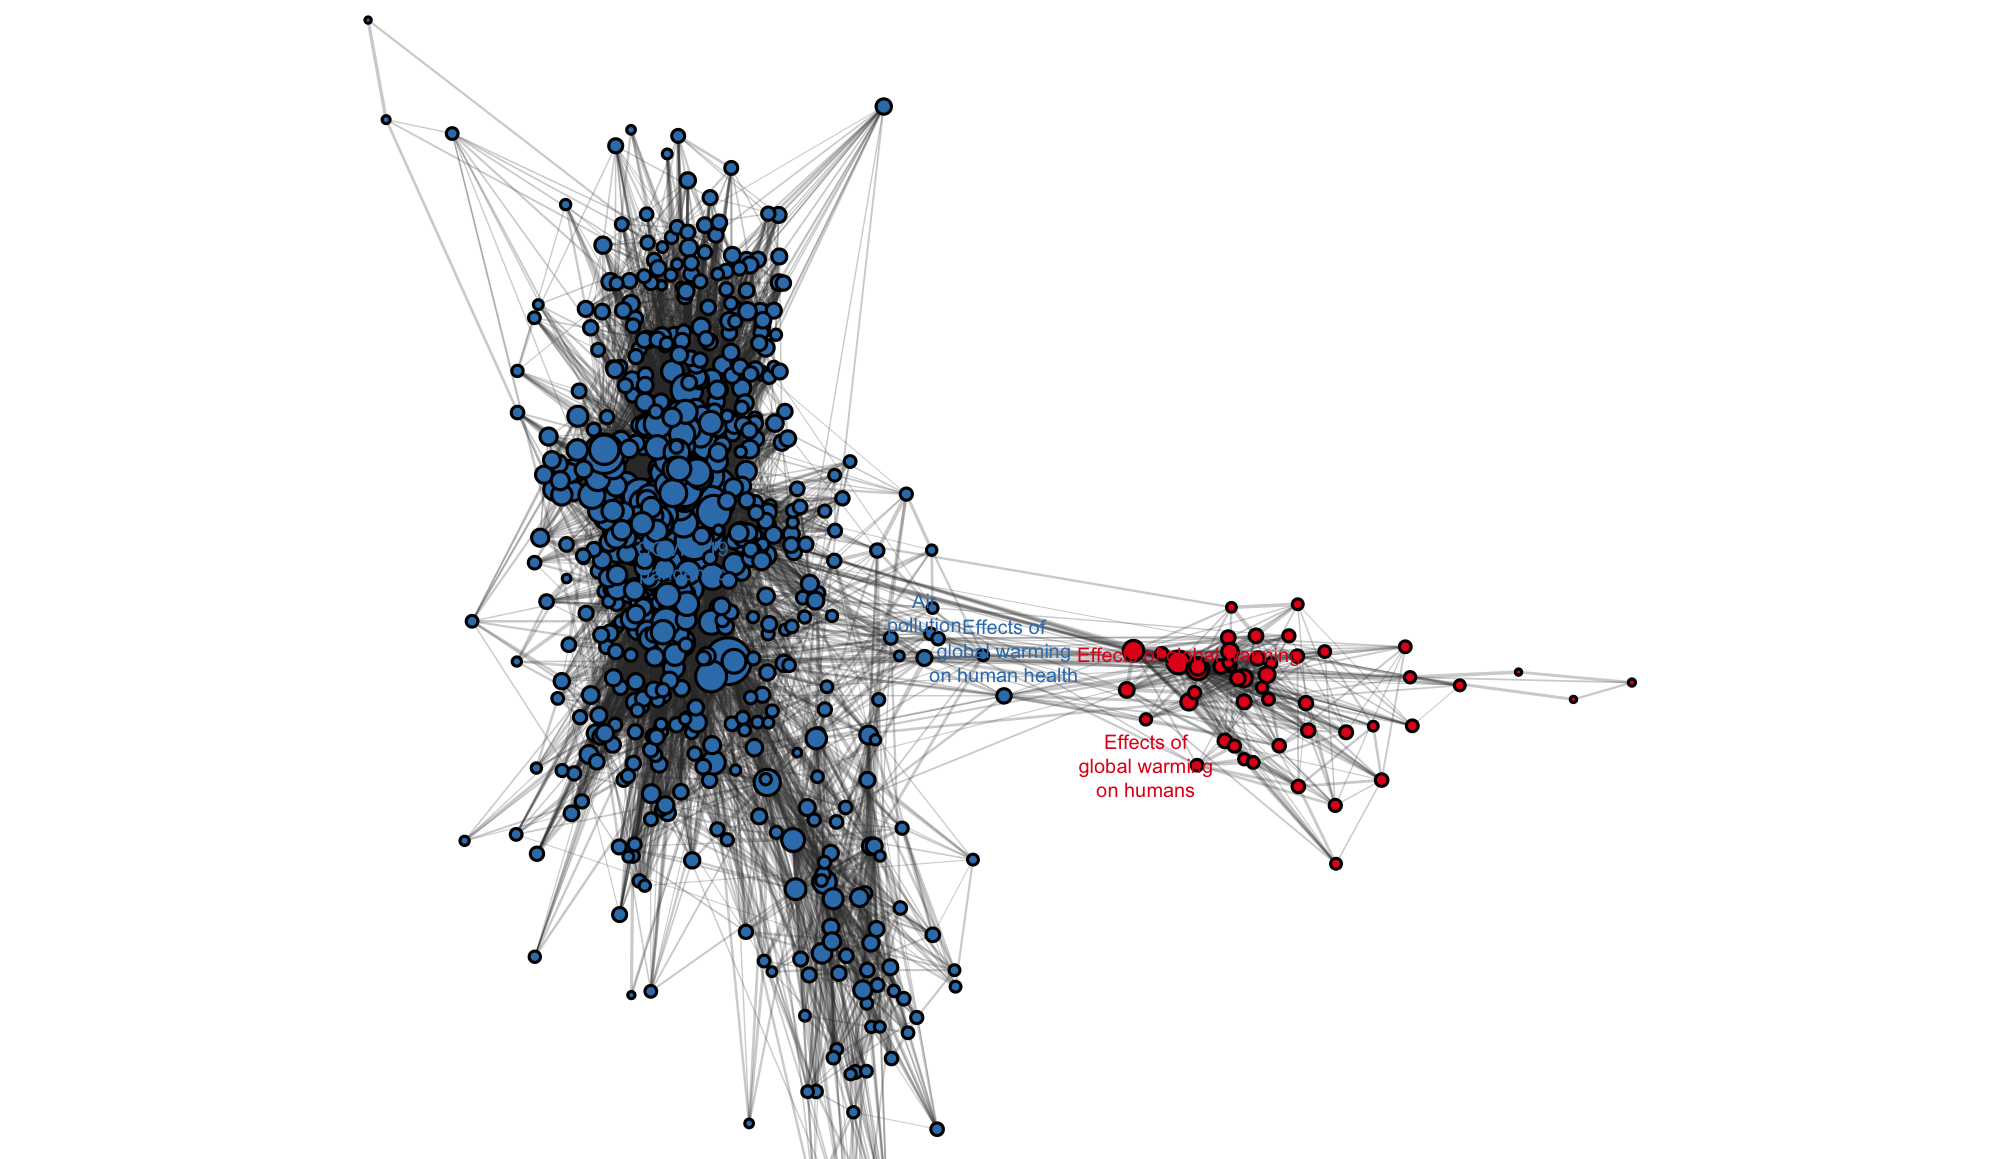 pandemic
Air
pollution
Effects of
global warming
on human health
Effects of global warming
Effects of
global warming
on humans